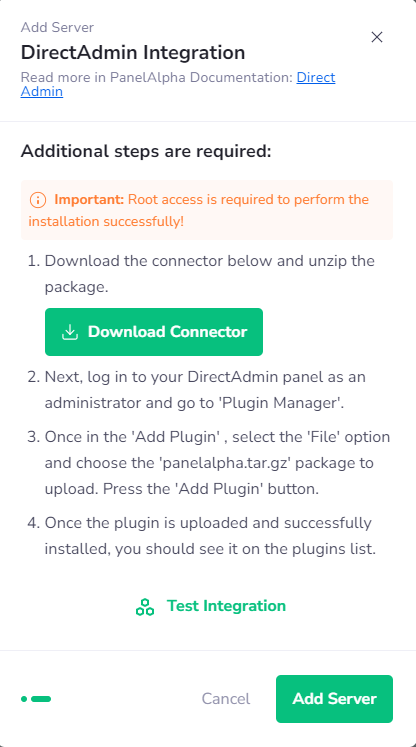 Add Server
DirectAdmin Integration
Read more in PanelAlpha Documentation: Direct
Admin
Additional steps are required:
Important: Root access is required to perform the
installation successfully!
1. Download the connector below and unzip the
package.
Download Connector
2. Next, log in to your DirectAdmin panel as an
administrator and go to 'Plugin Manager'.
3. Once in the 'Add Plugin' , select the 'File' option
and choose the 'panelalpha.tar.gz' package to
upload. Press the 'Add Plugin' button.
4. Once the plugin is uploaded and successfully
installed, you should see it on the plugins list.
Test Integration
Cancel
Add Server